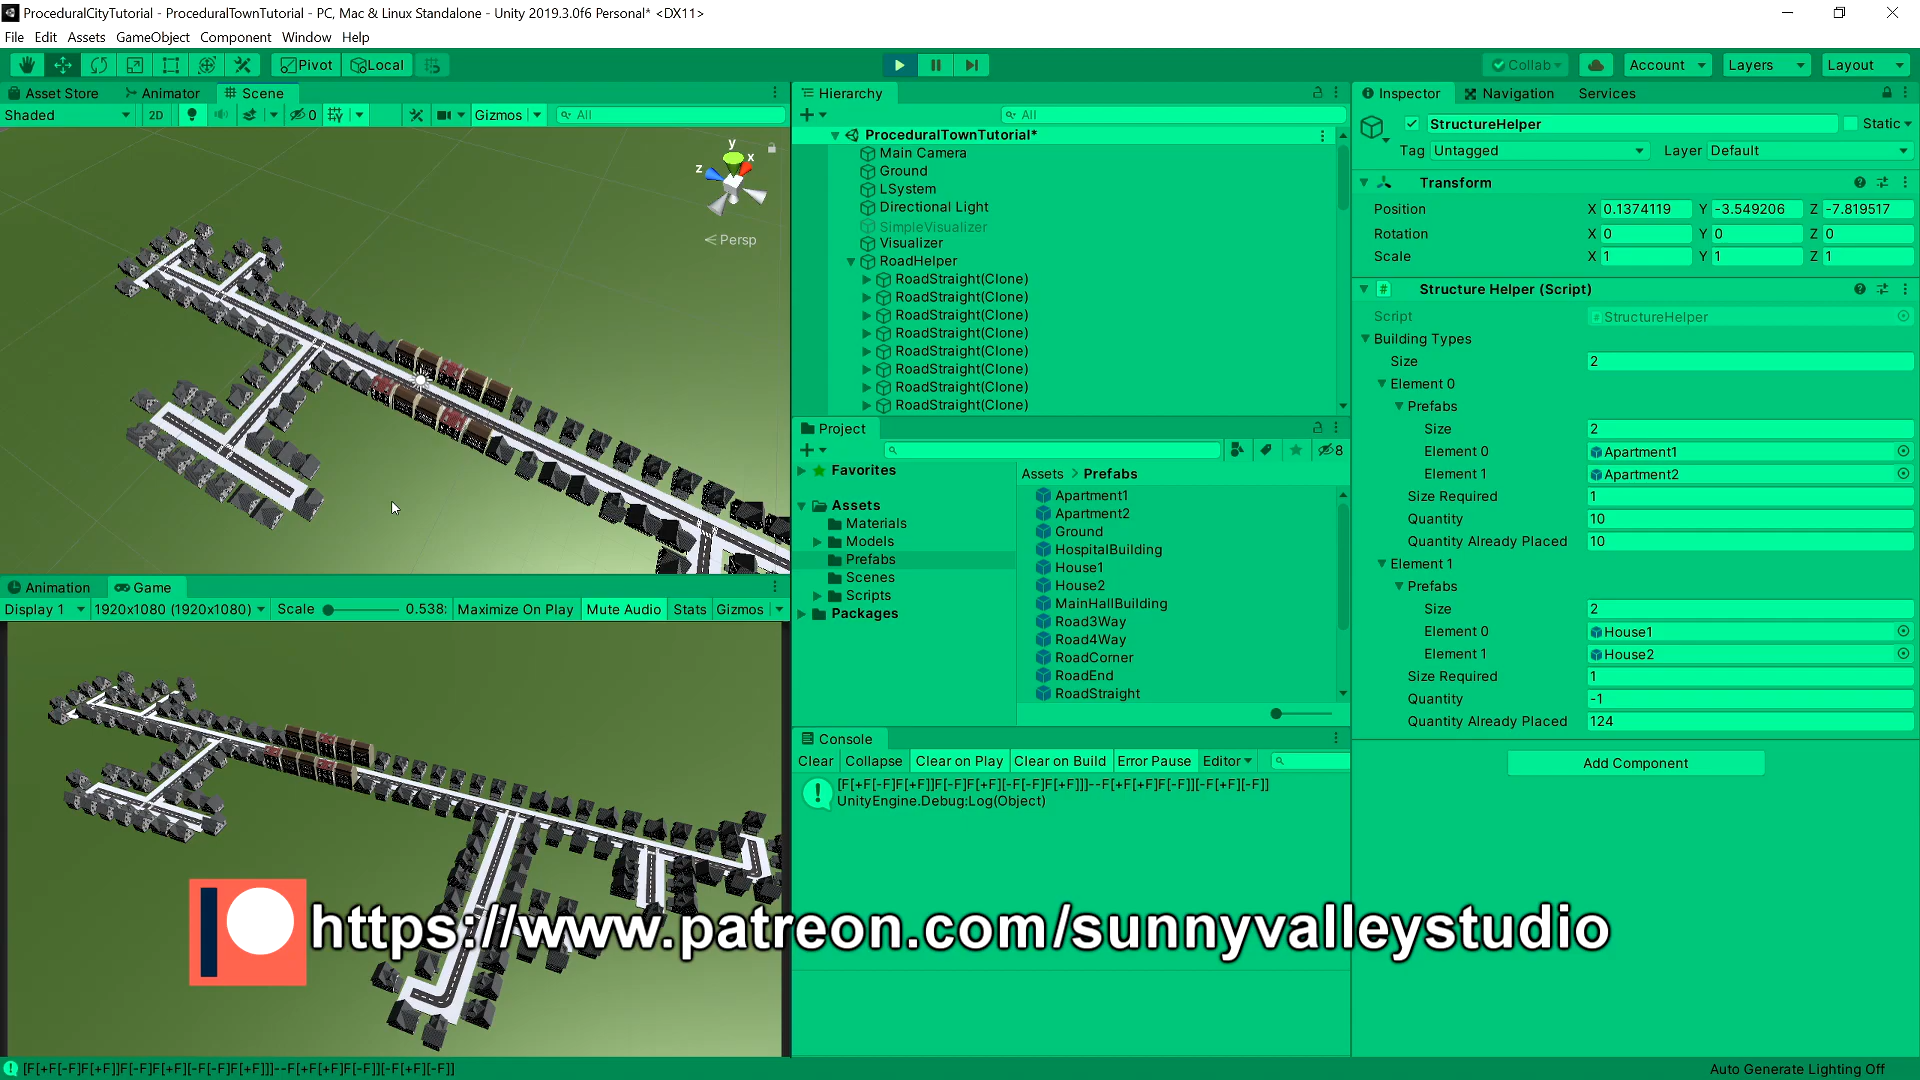 ProceduralCityTutorial - ProceduralTownTutorial - PC, Mac & Linux Standalone - Unity 2019.3.0f6 Personal* <DX11>
File Edit Assets GameObject Component Window Help
Pivot Local Collab Account Layers Layout
Asset Store Animator Scene
Shaded 2D 0 Gizmos All
y x z
Persp
Animation Game
Display 1 1920x1080 (1920x1080) Scale 0.538: Maximize On Play Mute Audio Stats Gizmos
Hierarchy
All
ProceduralTownTutorial*
Main Camera
Ground
LSystem
Directional Light
SimpleVisualizer
Visualizer
RoadHelper
RoadStraight(Clone)
RoadStraight(Clone)
RoadStraight(Clone)
RoadStraight(Clone)
RoadStraight(Clone)
RoadStraight(Clone)
RoadStraight(Clone)
RoadStraight(Clone)
Project
8
Favorites
Assets
Materials
Models
Prefabs
Scenes
Scripts
Packages
Assets > Prefabs
Apartment1
Apartment2
Ground
HospitalBuilding
House1
House2
MainHallBuilding
Road3Way
Road4Way
RoadCorner
RoadEnd
RoadStraight
Console
Clear Collapse Clear on Play Clear on Build Error Pause Editor
[F[+F[-F]F[+F]]F[-F]F[+F][-F[-F]F[+F]]]--F[+F[+F]F[-F]][-F[+F][-F]]
UnityEngine.Debug:Log(Object)
Inspector Navigation Services
StructureHelper Static
Tag Untagged Layer Default
Transform
Position X 0.1374119 Y -3.549206 Z -7.819517
Rotation X 0 Y 0 Z 0
Scale X 1 Y 1 Z 1
Structure Helper (Script)
Script StructureHelper
Building Types
Size 2
Element 0
Prefabs
Size 2
Element 0 Apartment1
Element 1 Apartment2
Size Required 1
Quantity 10
Quantity Already Placed 10
Element 1
Prefabs
Size 2
Element 0 House1
Element 1 House2
Size Required 1
Quantity -1
Quantity Already Placed 124
Add Component
https://www.patreon.com/sunnyvalleystudio
[F[+F[-F]F[+F]]F[-F]F[+F][-F[-F]F[+F]]]--F[+F[+F]F[-F]][-F[+F][-F]]
Auto Generate Lighting Off